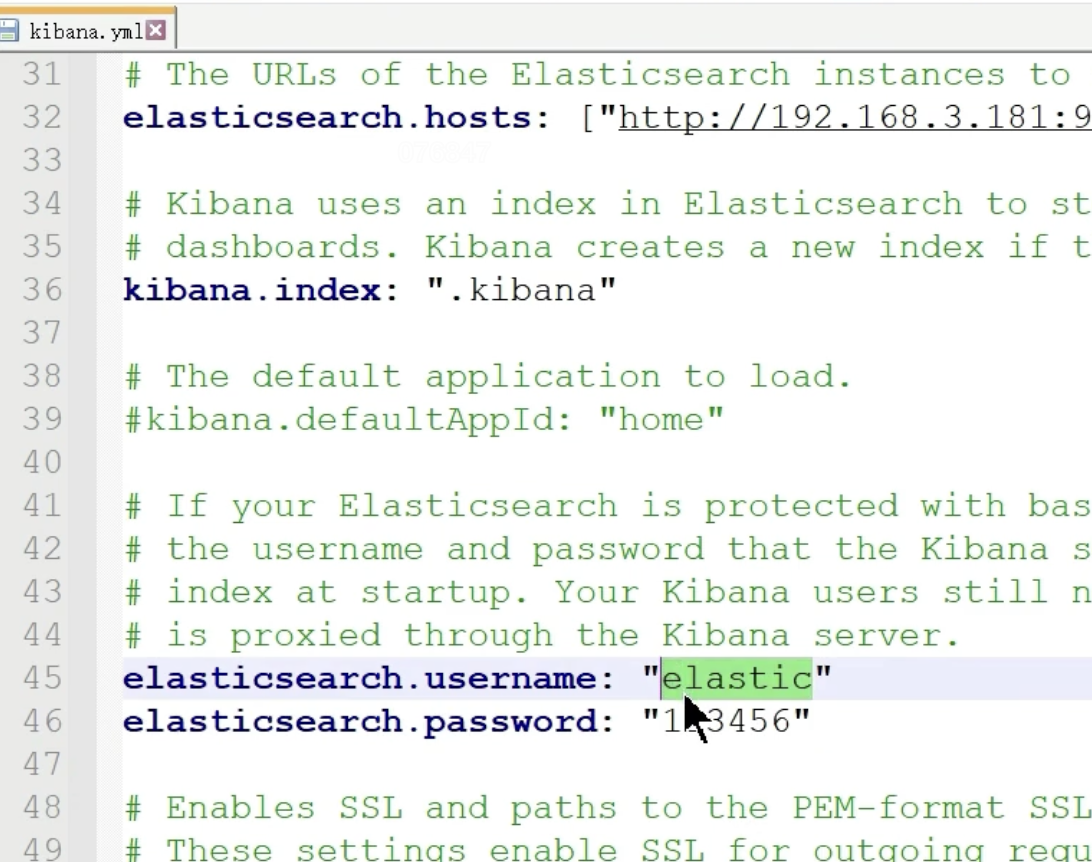 kibana.yml
31 # The URLs of the Elasticsearch instances to
32 elasticsearch.hosts: ["http://192.168.3.181:9
33
34 # Kibana uses an index in Elasticsearch to st
35 # dashboards. Kibana creates a new index if t
36 kibana.index: ".kibana"
37
38 # The default application to load.
39 #kibana.defaultAppId: "home"
40
41 # If your Elasticsearch is protected with bas
42 # the username and password that the Kibana s
43 # index at startup. Your Kibana users still n
44 # is proxied through the Kibana server.
45 elasticsearch.username: "elastic"
46 elasticsearch.password: "123456"
47
48 # Enables SSL and paths to the PEM-format SSL
49 # These settings enable SSL for outgoing requ